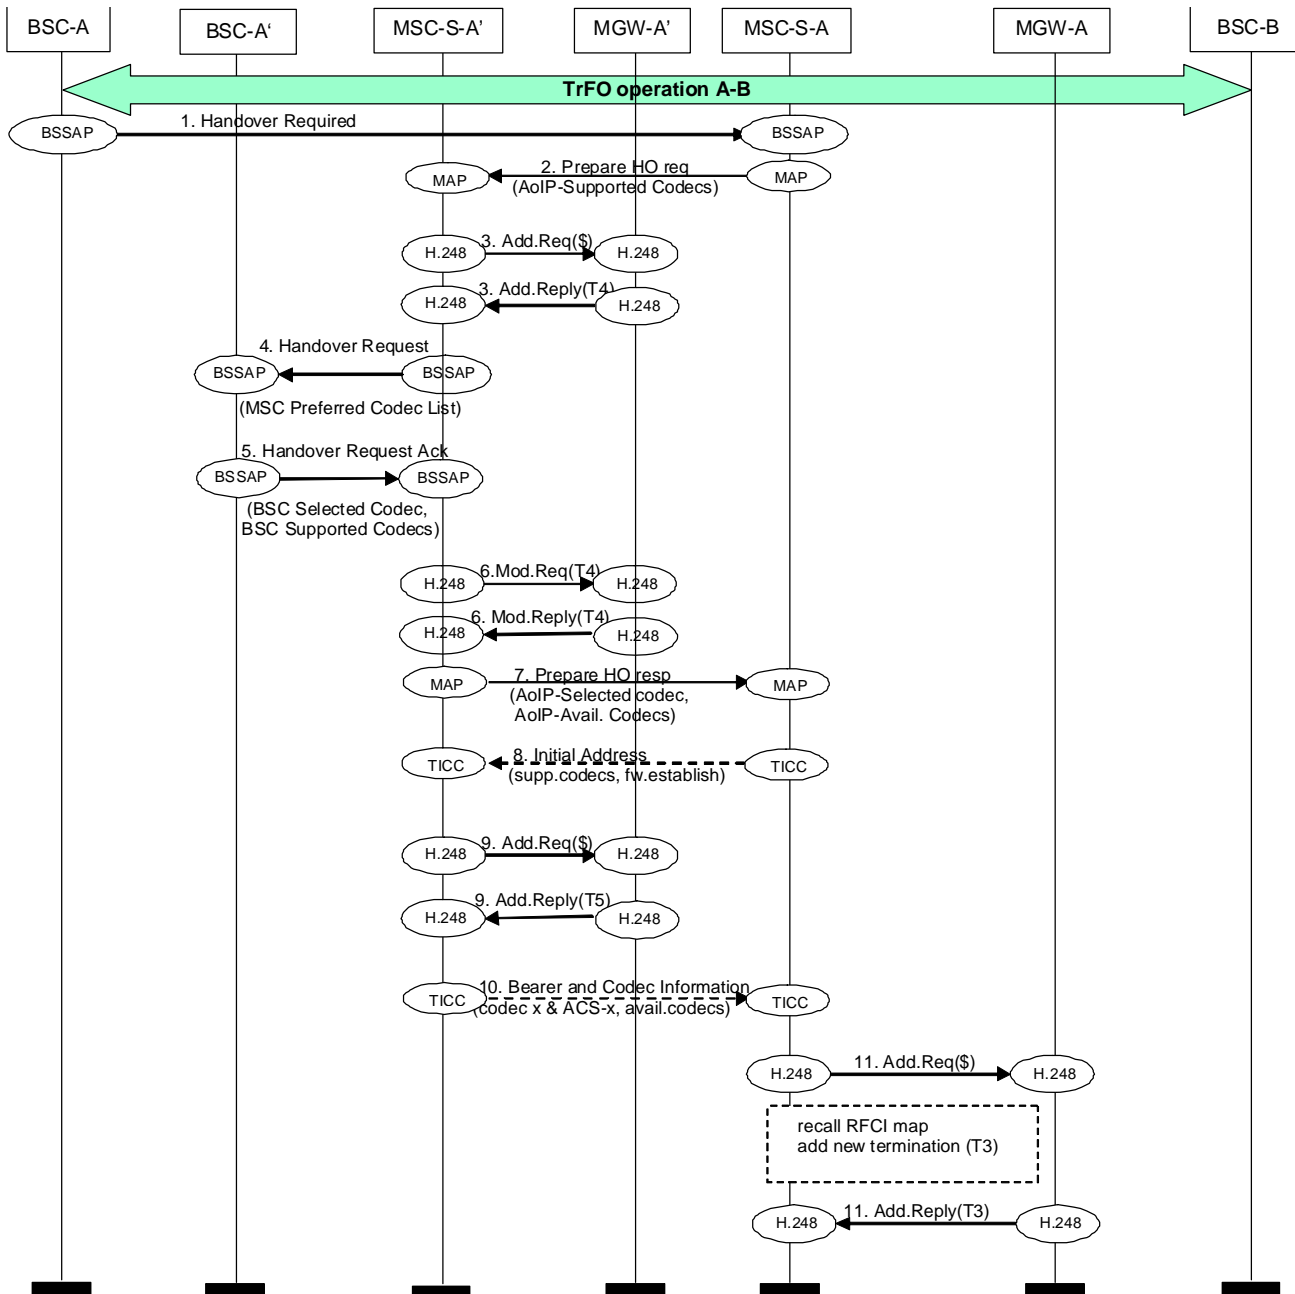 BSC-A
BSC-A‘
MSC-S-A’
MGW-A’
MSC-S-A
MGW-A
BSC-B
TrFO operation A-B
1. Handover Required
BSSAP
BSSAP
2. Prepare HO req
MAP
MAP
(AoIP-Supported Codecs)
3. Add.Req($)
H.248
H.248
3. Add.Reply(T4)
H.248
H.248
4. Handover Request
BSSAP
BSSAP
(MSC Preferred Codec List)
5. Handover Request Ack
BSSAP
BSSAP
(BSC Selected Codec,
BSC Supported Codecs)
6.Mod.Req(T4)
H.248
H.248
6. Mod.Reply(T4)
H.248
H.248
7. Prepare HO resp
MAP
MAP
(AoIP-Selected codec,
AoIP-Avail. Codecs)
8. Initial Address
TICC
TICC
(supp.codecs, fw.establish)
9. Add.Req($)
H.248
H.248
9. Add.Reply(T5)
H.248
H.248
10. Bearer and Codec Information
TICC
TICC
(codec x & ACS-x, avail.codecs)
11. Add.Req($)
H.248
H.248
recall RFCI map
add new termination (T3)
11. Add.Reply(T3)
H.248
H.248